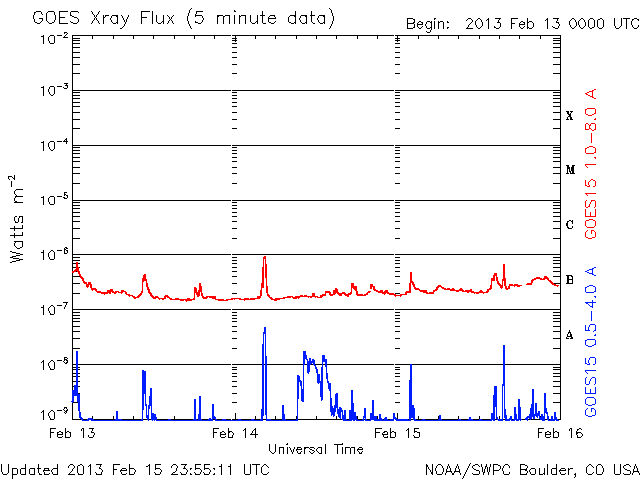 GOES Xray Flux (5 minute data)
Begin: 2013 Feb 13 0000 UTC
10⁻²
10⁻³
10⁻⁴
10⁻⁵
10⁻⁶
10⁻⁷
10⁻⁸
10⁻⁹
Watts m⁻²
X
M
C
B
A
GOES15 1.0-8.0 A
GOES15 0.5-4.0 A
Feb 13
Feb 14
Feb 15
Feb 16
Universal Time
Updated 2013 Feb 15 23:55:11 UTC
NOAA/SWPC Boulder, CO USA